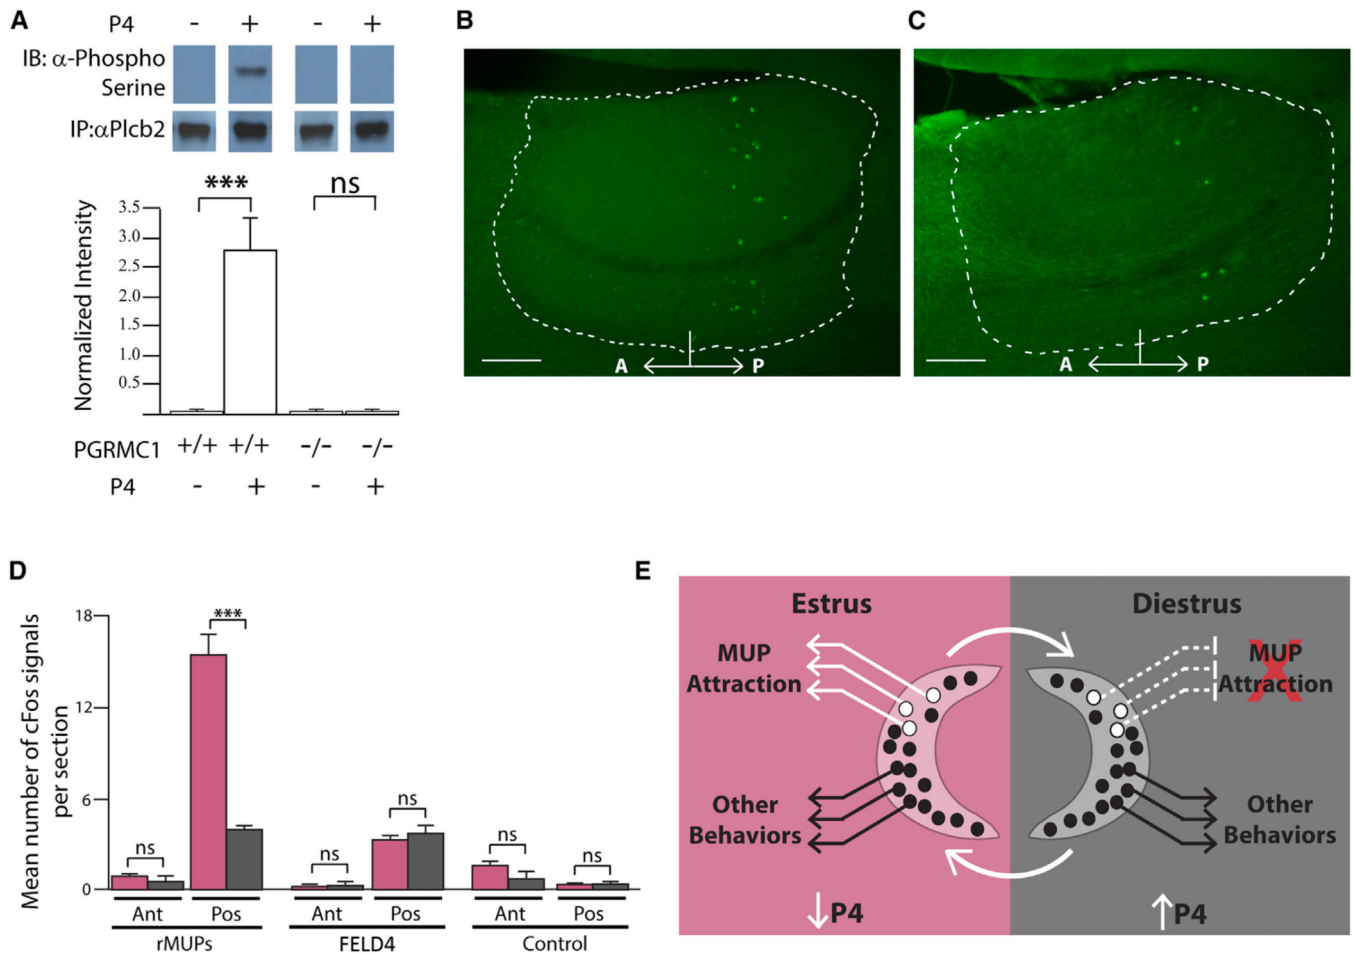 A
P4 - + - +
IB: α-Phospho
Serine
IP:αPlcb2
*** ns
Normalized Intensity
3.5
3.0
2.5
2.0
1.5
1.0
0.5
PGRMC1 +/+ +/+ -/- -/-
P4 - + - +
B
A P
C
A P
D
Mean number of cFos signals
per section
18
12
6
0
ns *** ns ns ns ns
Ant Pos Ant Pos Ant Pos
rMUPs FELD4 Control
E
Estrus Diestrus
MUP
Attraction
MUP
Attraction
X
Other
Behaviors
Other
Behaviors
↓P4 ↑P4